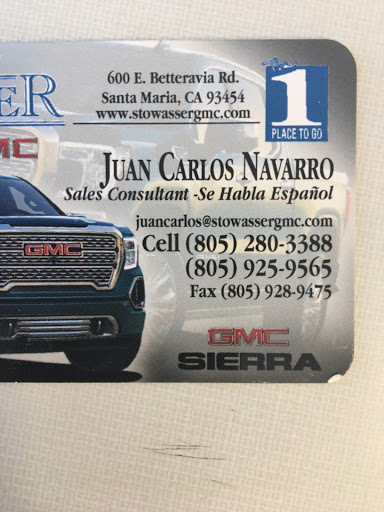 600 E. Betteravia Rd.
Santa Maria, CA 93454
www.stowassergmc.com
1
PLACE TO GO
JUAN CARLOS NAVARRO
Sales Consultant -Se Habla Español
juancarlos@stowassergmc.com
Cell (805) 280-3388
(805) 925-9565
Fax (805) 928-9475
GMC
GMC
SIERRA